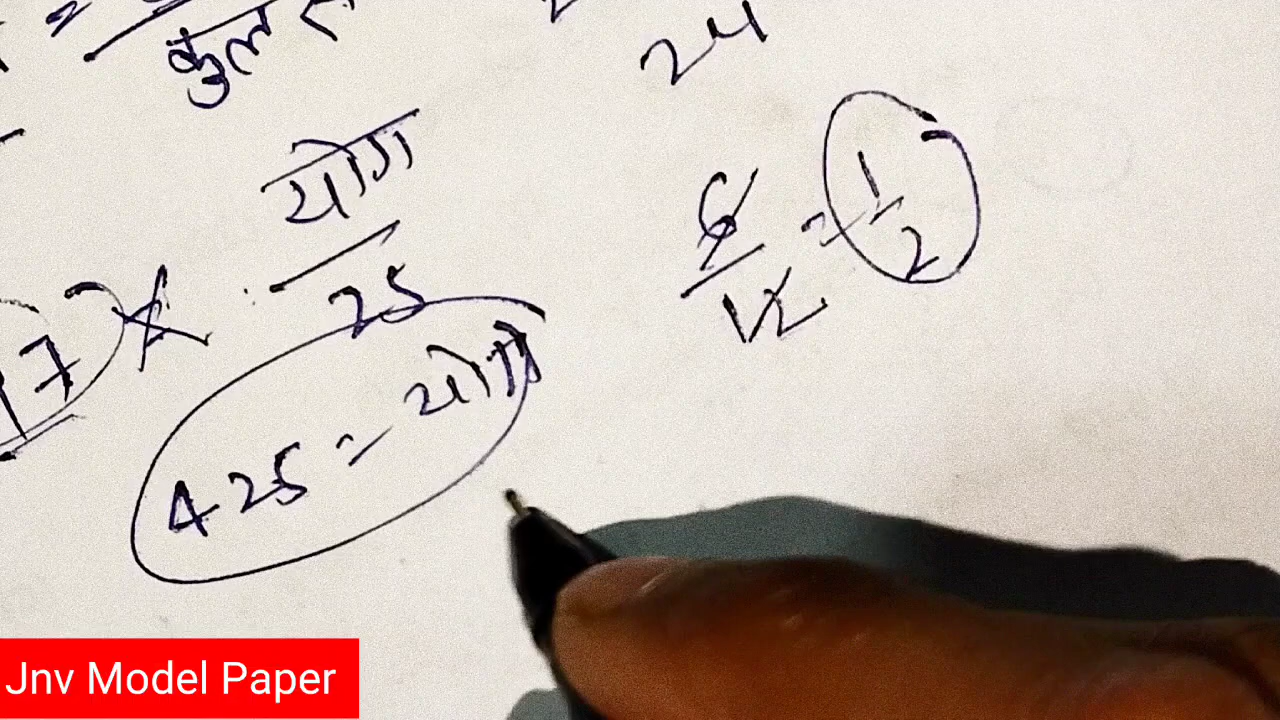 =
कुल
24
योग
25
6/12 = 1/2
17 ×
425 = योग
Jnv Model Paper